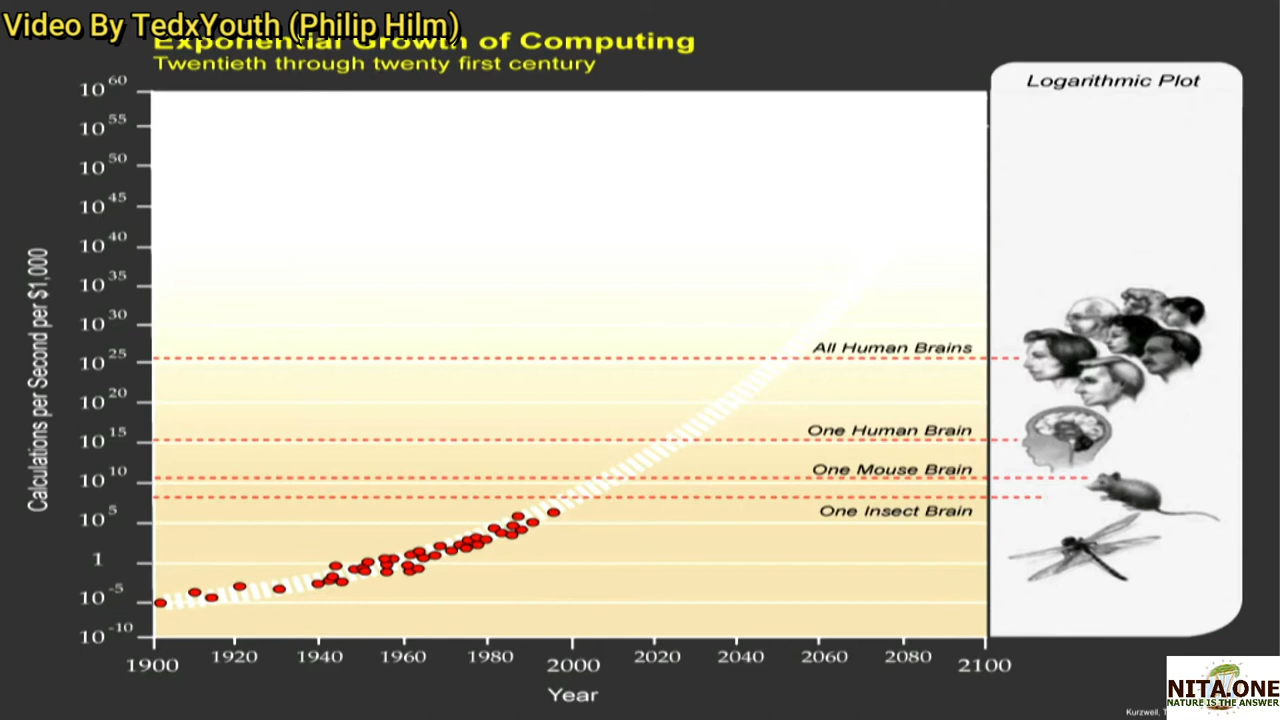 Video By TedxYouth (Philip Hilm)
Exponential Growth of Computing
Twentieth through twenty first century
Logarithmic Plot
10 60
10 55
10 50
10 45
10 40
10 35
10 30
10 25
10 20
10 15
10 10
10 5
1
10 -5
10 -10
Calculations per Second per $1,000
All Human Brains
One Human Brain
One Mouse Brain
One Insect Brain
1900 1920 1940 1960 1980 2000 2020 2040 2060 2080 2100
Year
NITA.ONE
NATURE IS THE ANSWER
Kurzweil,